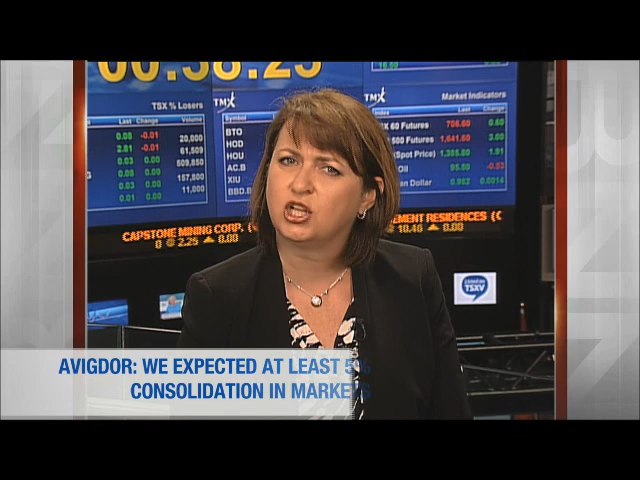 00:38:25
TMX
TSX % Losers
Last Change Volume
0.08 -0.01 20,000
2.81 -0.01 61,509
0.03 0.00 509,850
0.03 0.00 157,800
0.01 0.00 11,000
Symbol
BTO
HOD
HOU
AC.B
XIU
BBD.B
TMX
Market Indicators
Index Last Change
60 Futures 706.60 0.60
500 Futures 1,641.60 3.00
(Spot Price) 1,385.60 1.91
Oil 95.50 -0.53
Dollar 0.962 0.0014
CAPSTONE MINING CORP. (
0 @ 2.25 ▲ 0.00
EMENT RESIDENCES (C
@ 18.46 ▲ 0.00
TSXV
AVIGDOR: WE EXPECTED AT LEAST 5%
CONSOLIDATION IN MARKETS